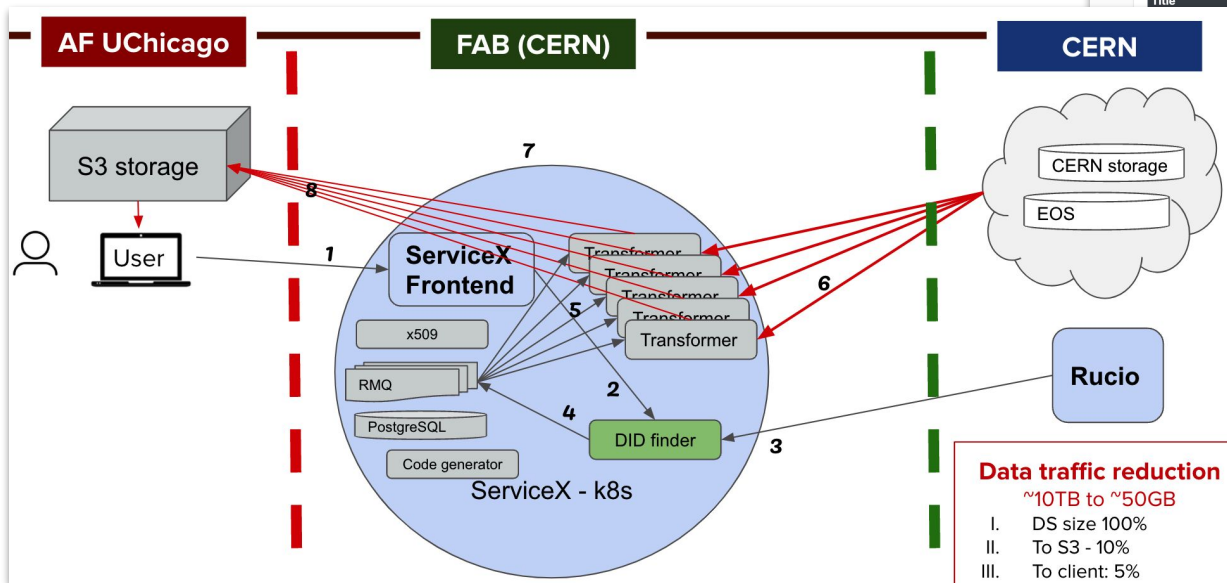 Title
AF UChicago
FAB (CERN)
CERN
7
S3 storage
8
CERN storage
EOS
User
1
ServiceX
Frontend
Transformer
Transformer
Transformer
Transformer
Transformer
6
5
x509
RMQ
2
4
PostgreSQL
DID finder
3
Rucio
Code generator
ServiceX - k8s
Data traffic reduction
~10TB to ~50GB
I. DS size 100%
II. To S3 - 10%
III. To client: 5%